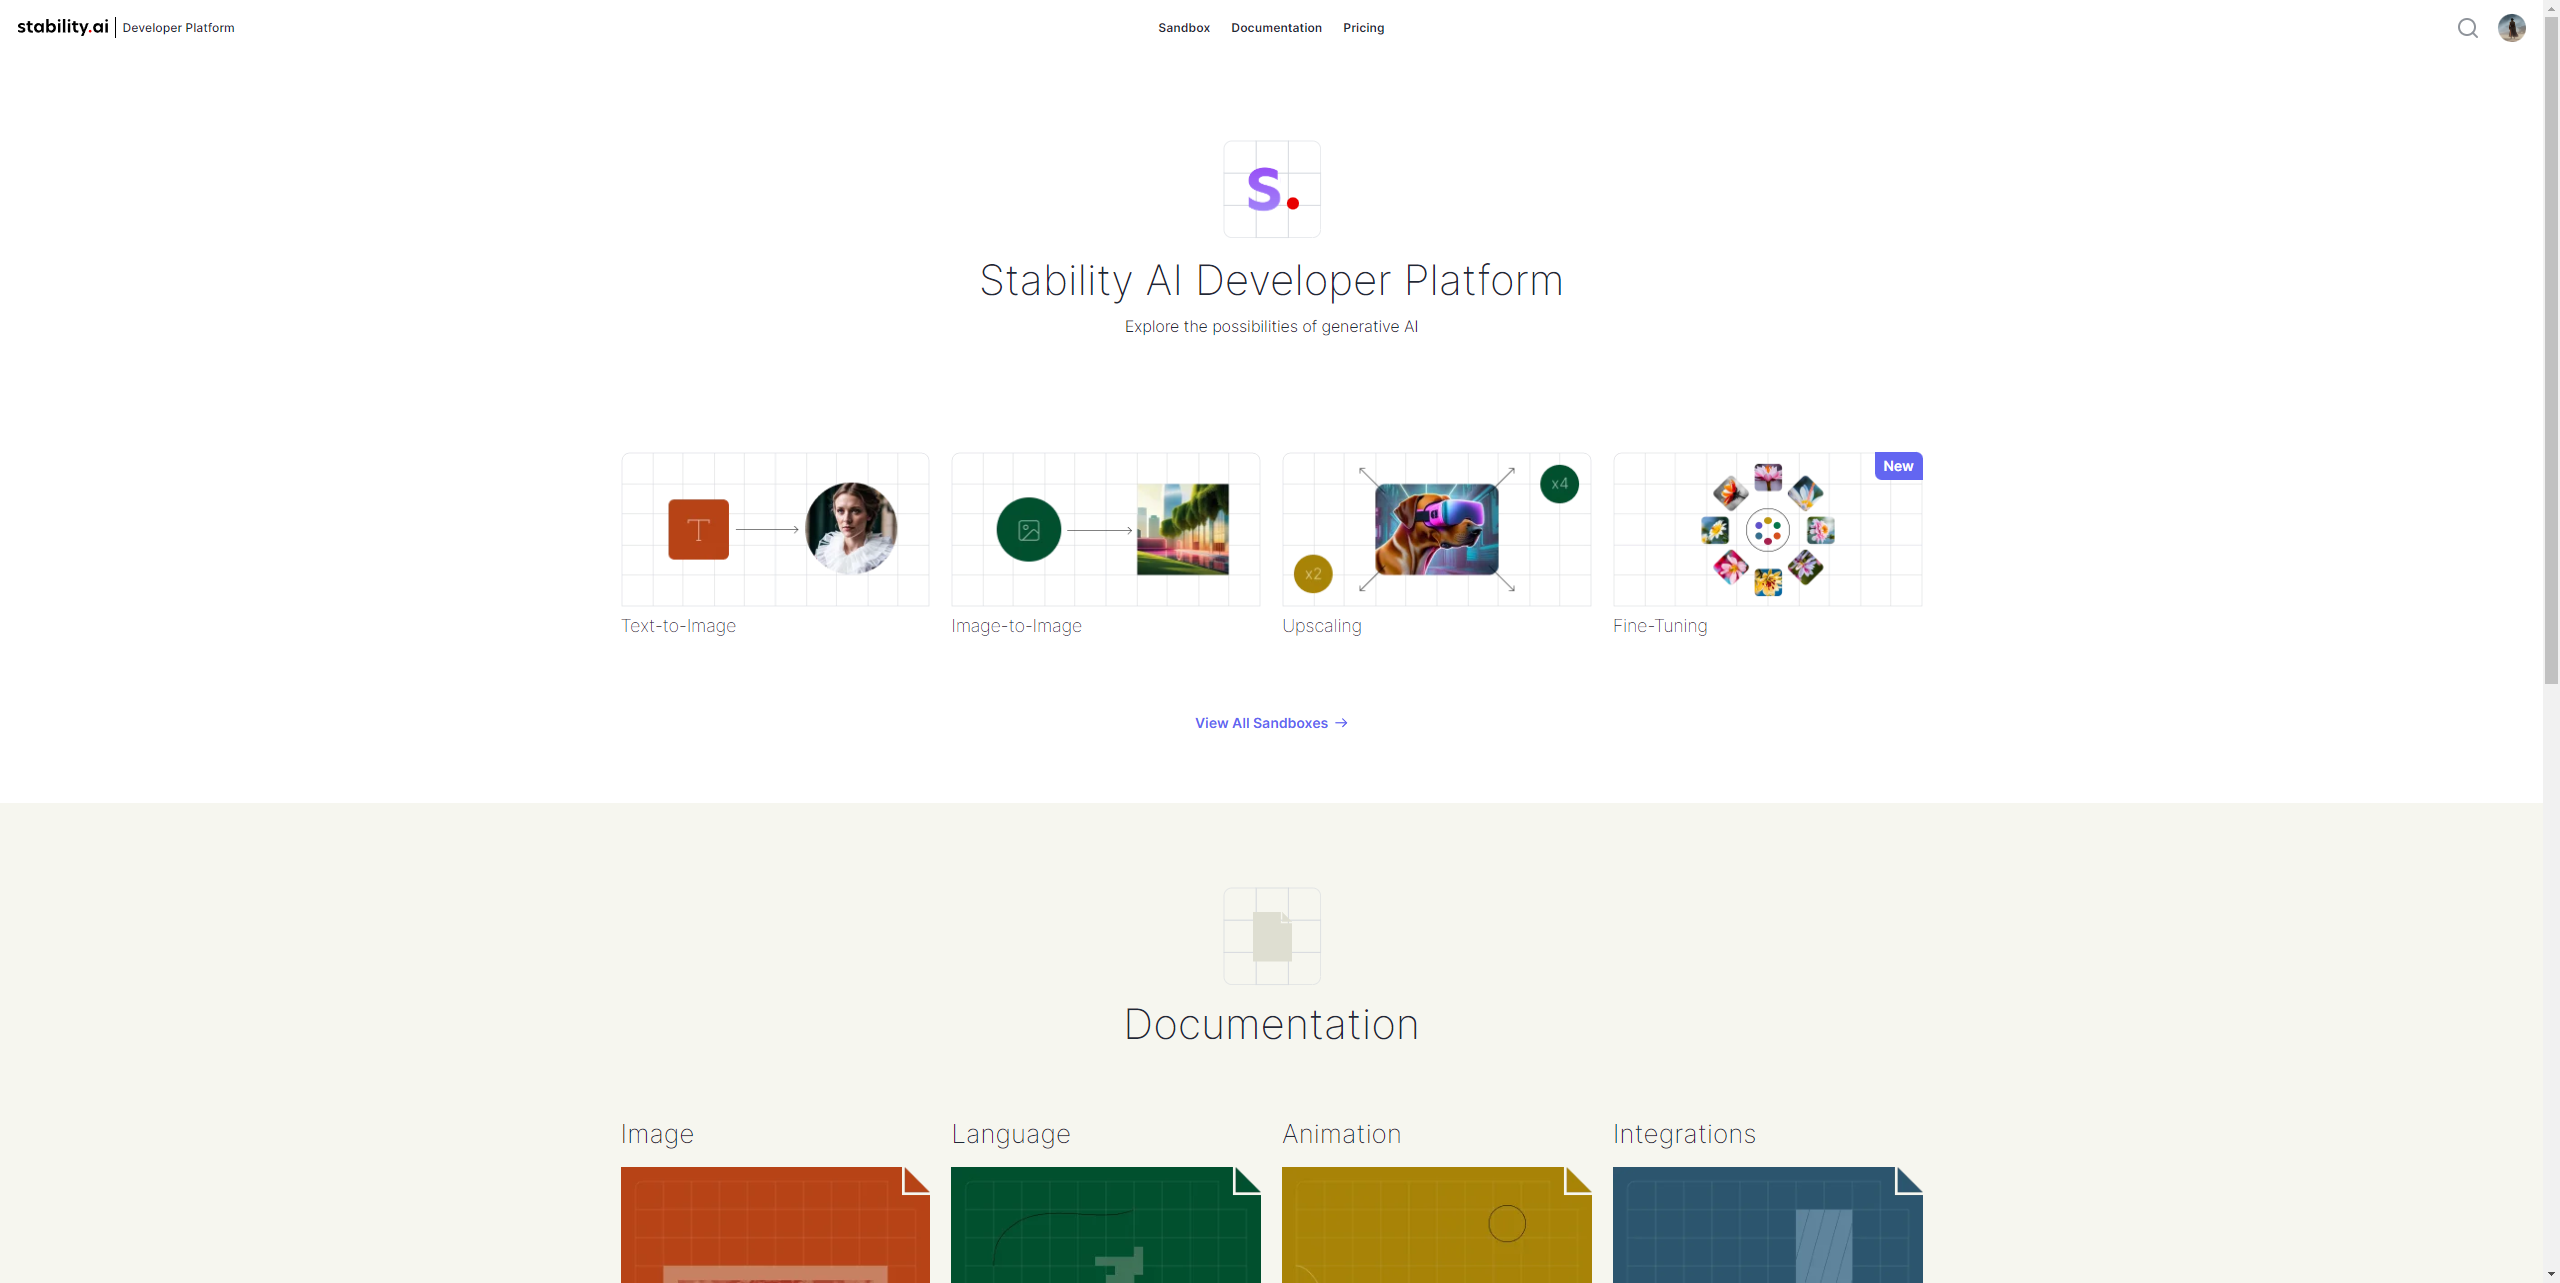 stability.ai
Developer Platform
Sandbox
Documentation
Pricing
S.
Stability AI Developer Platform
Explore the possibilities of generative AI
T
x4
x2
New
Text-to-Image
Image-to-Image
Upscaling
Fine-Tuning
View All Sandboxes →
Documentation
Image
Language
Animation
Integrations